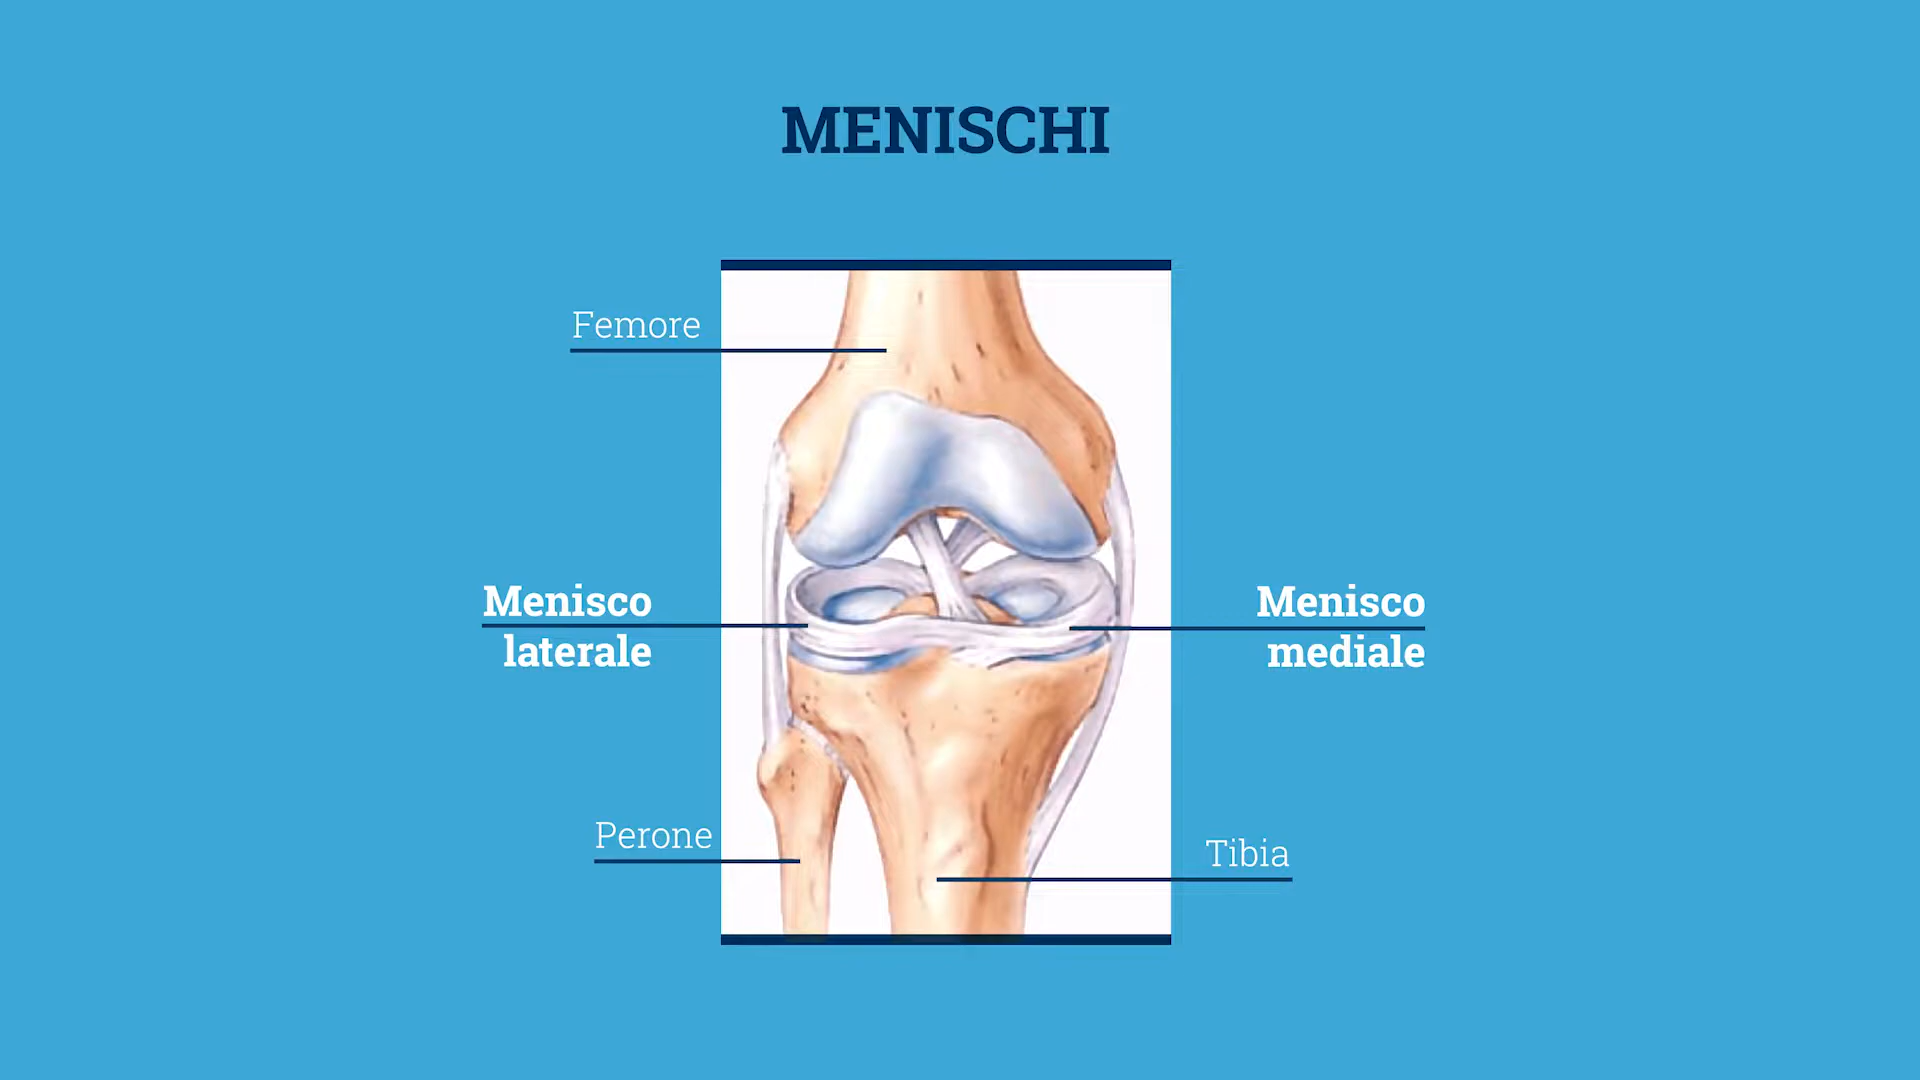 MENISCHI
Femore
Menisco
laterale
Menisco
mediale
Perone
Tibia